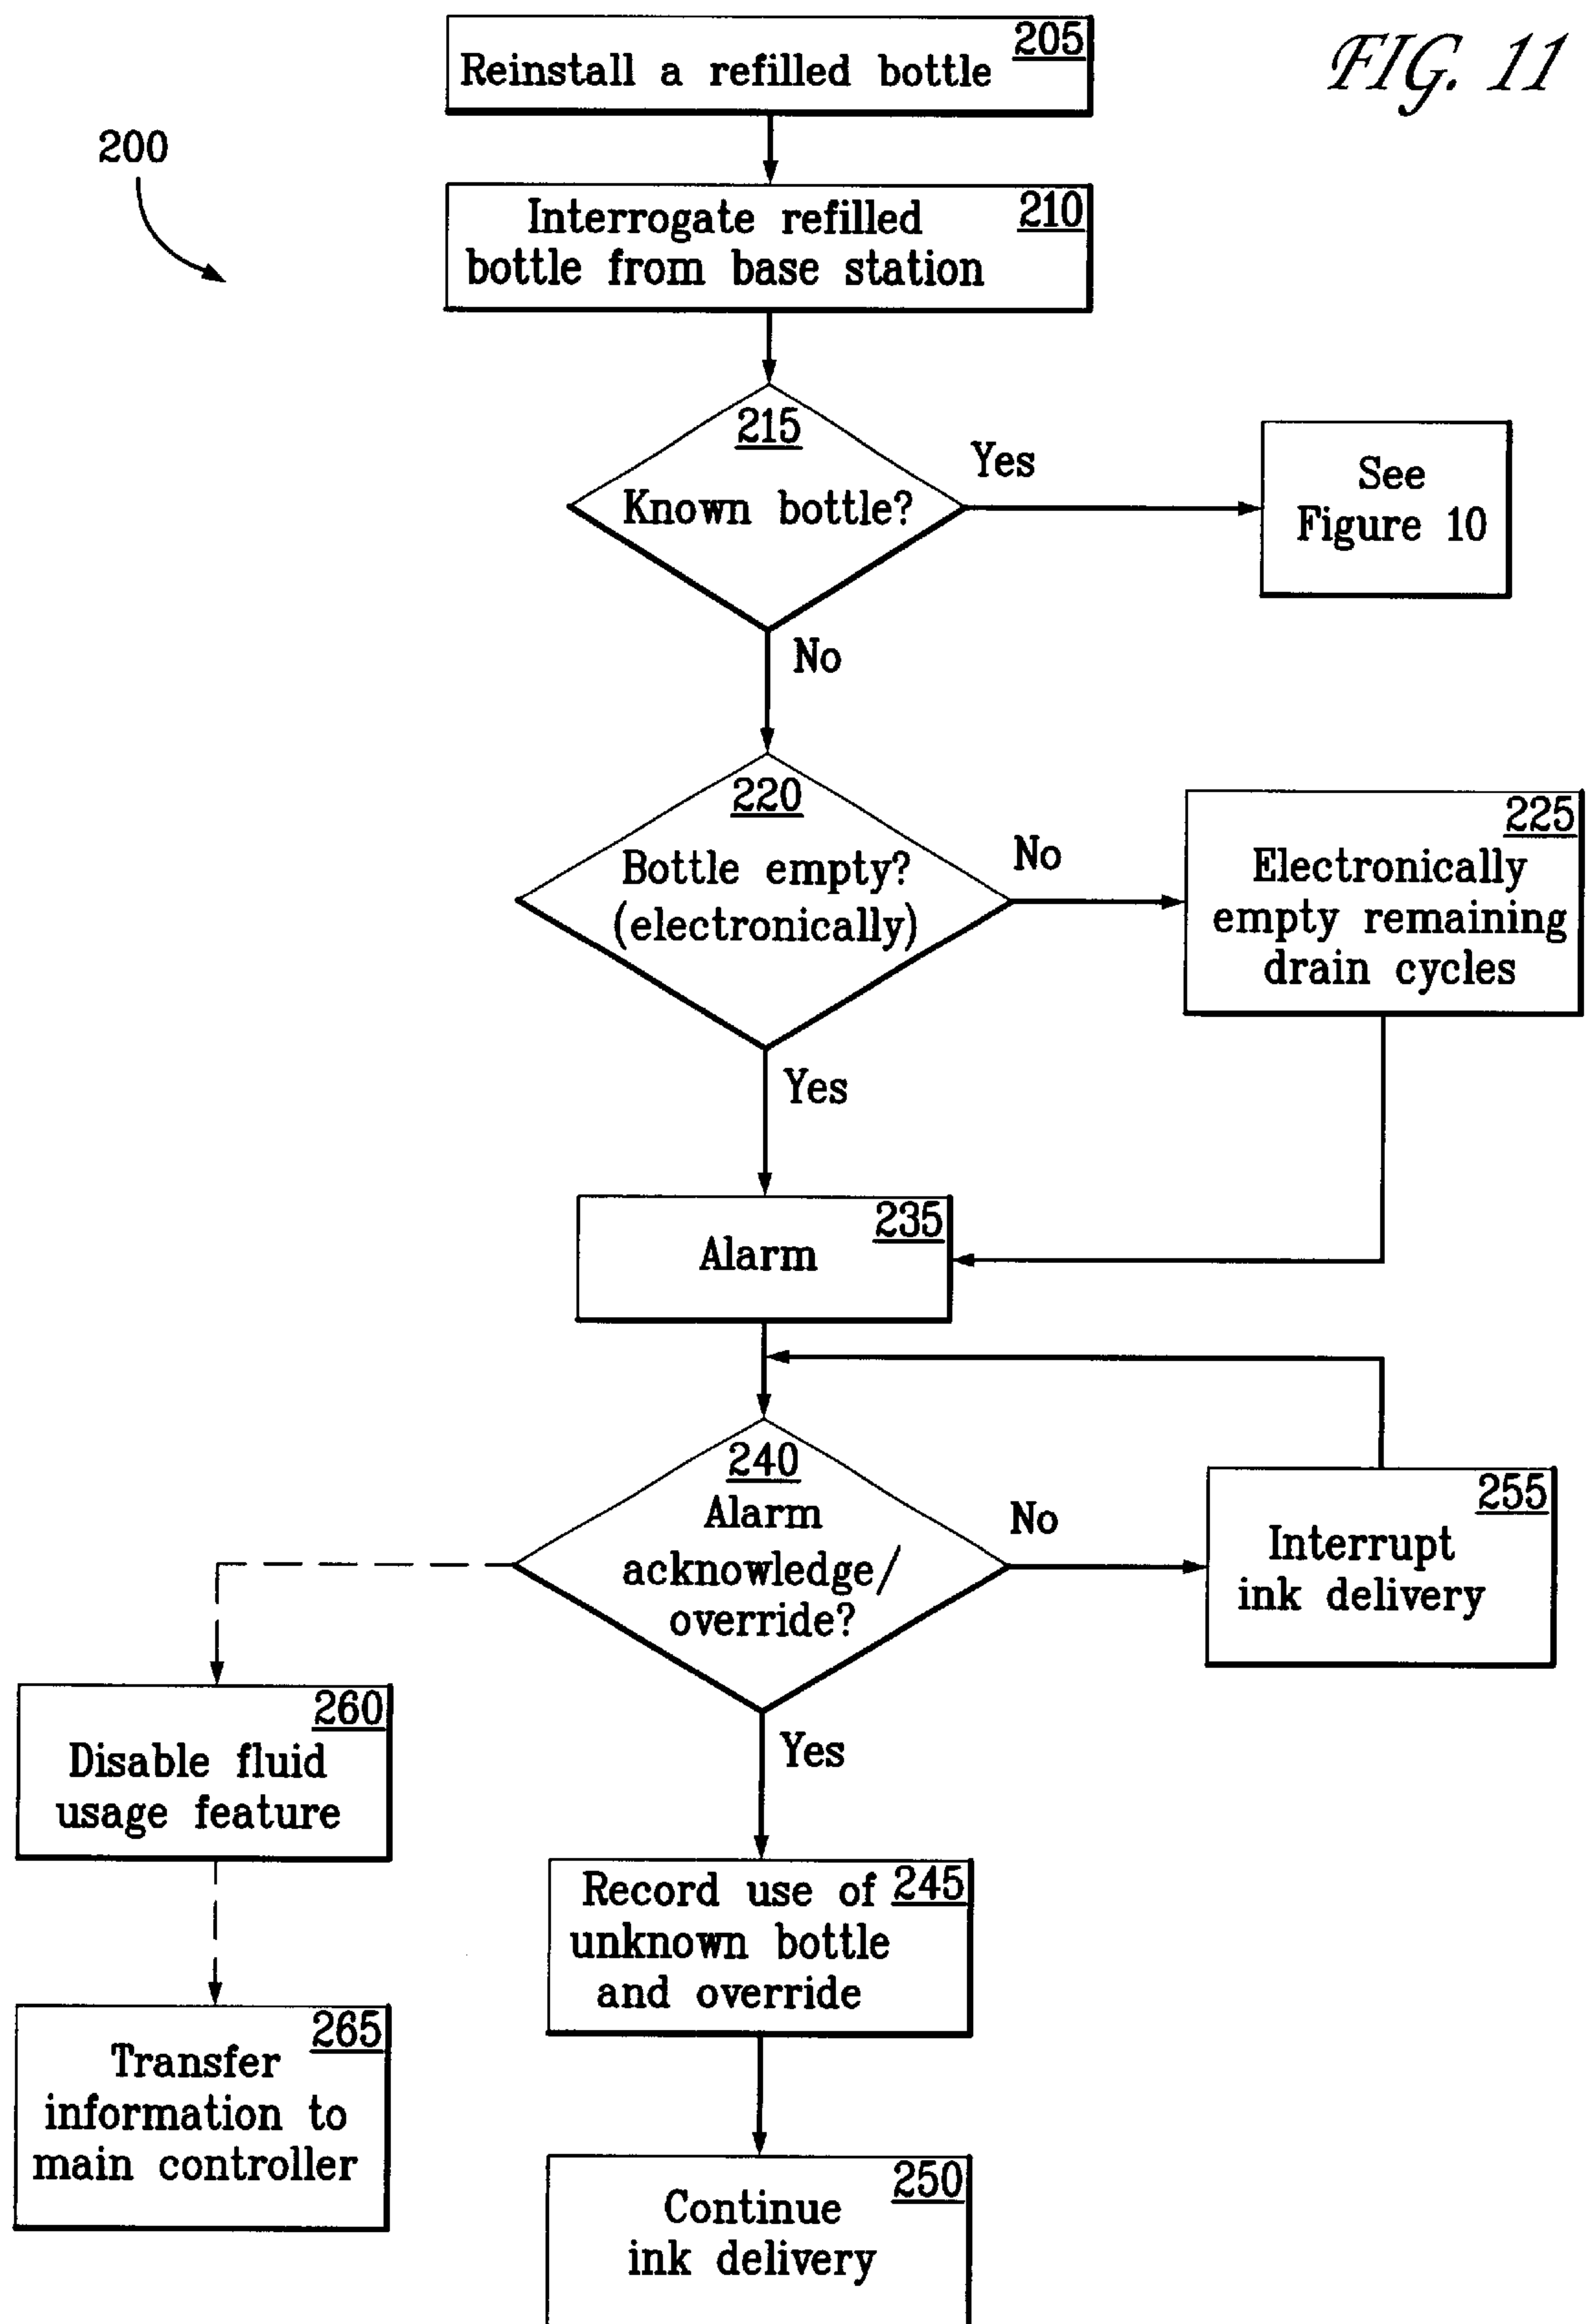 FIG. 11
200
205
Reinstall a refilled bottle
210
Interrogate refilled
bottle from base station
215
Known bottle?
Yes
See
Figure 10
No
220
Bottle empty?
(electronically)
No
225
Electronically
empty remaining
drain cycles
Yes
235
Alarm
240
Alarm
acknowledge/
override?
No
255
Interrupt
ink delivery
260
Disable fluid
usage feature
Yes
Record use of 245
unknown bottle
and override
265
Transfer
information to
main controller
250
Continue
ink delivery